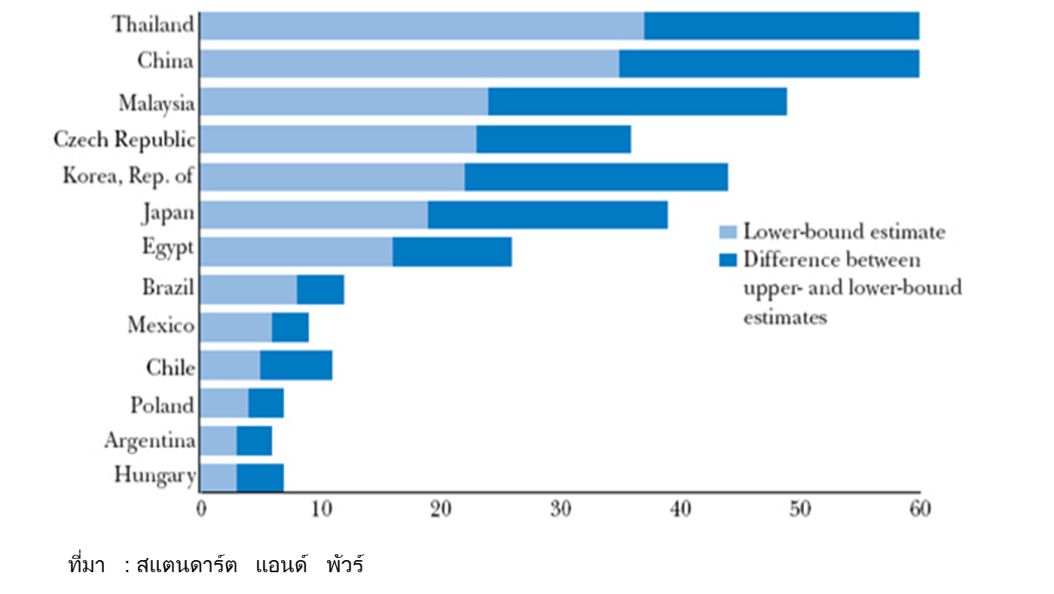 Thailand
China
Malaysia
Czech Republic
Korea, Rep. of
Japan
Egypt
Brazil
Mexico
Chile
Poland
Argentina
Hungary
Lower-bound estimate
Difference between
upper- and lower-bound
estimates
0 10 20 30 40 50 60
ที่มา : สแตนดาร์ต แอนด์ พัวร์